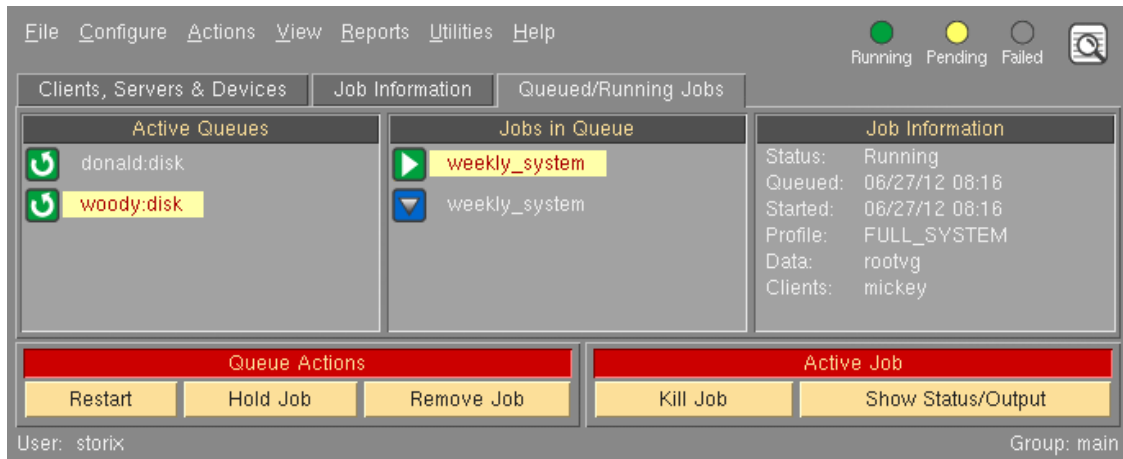 File Configure Actions View Reports Utilities Help
Running Pending Failed
Clients, Servers & Devices Job Information Queued/Running Jobs
Active Queues
donald:disk
woody:disk
Jobs in Queue
weekly_system
weekly_system
Job Information
Status: Running
Queued: 06/27/12 08:16
Started: 06/27/12 08:16
Profile: FULL_SYSTEM
Data: rootvg
Clients: mickey
Queue Actions
Restart Hold Job Remove Job
Active Job
Kill Job Show Status/Output
User: storix Group: main